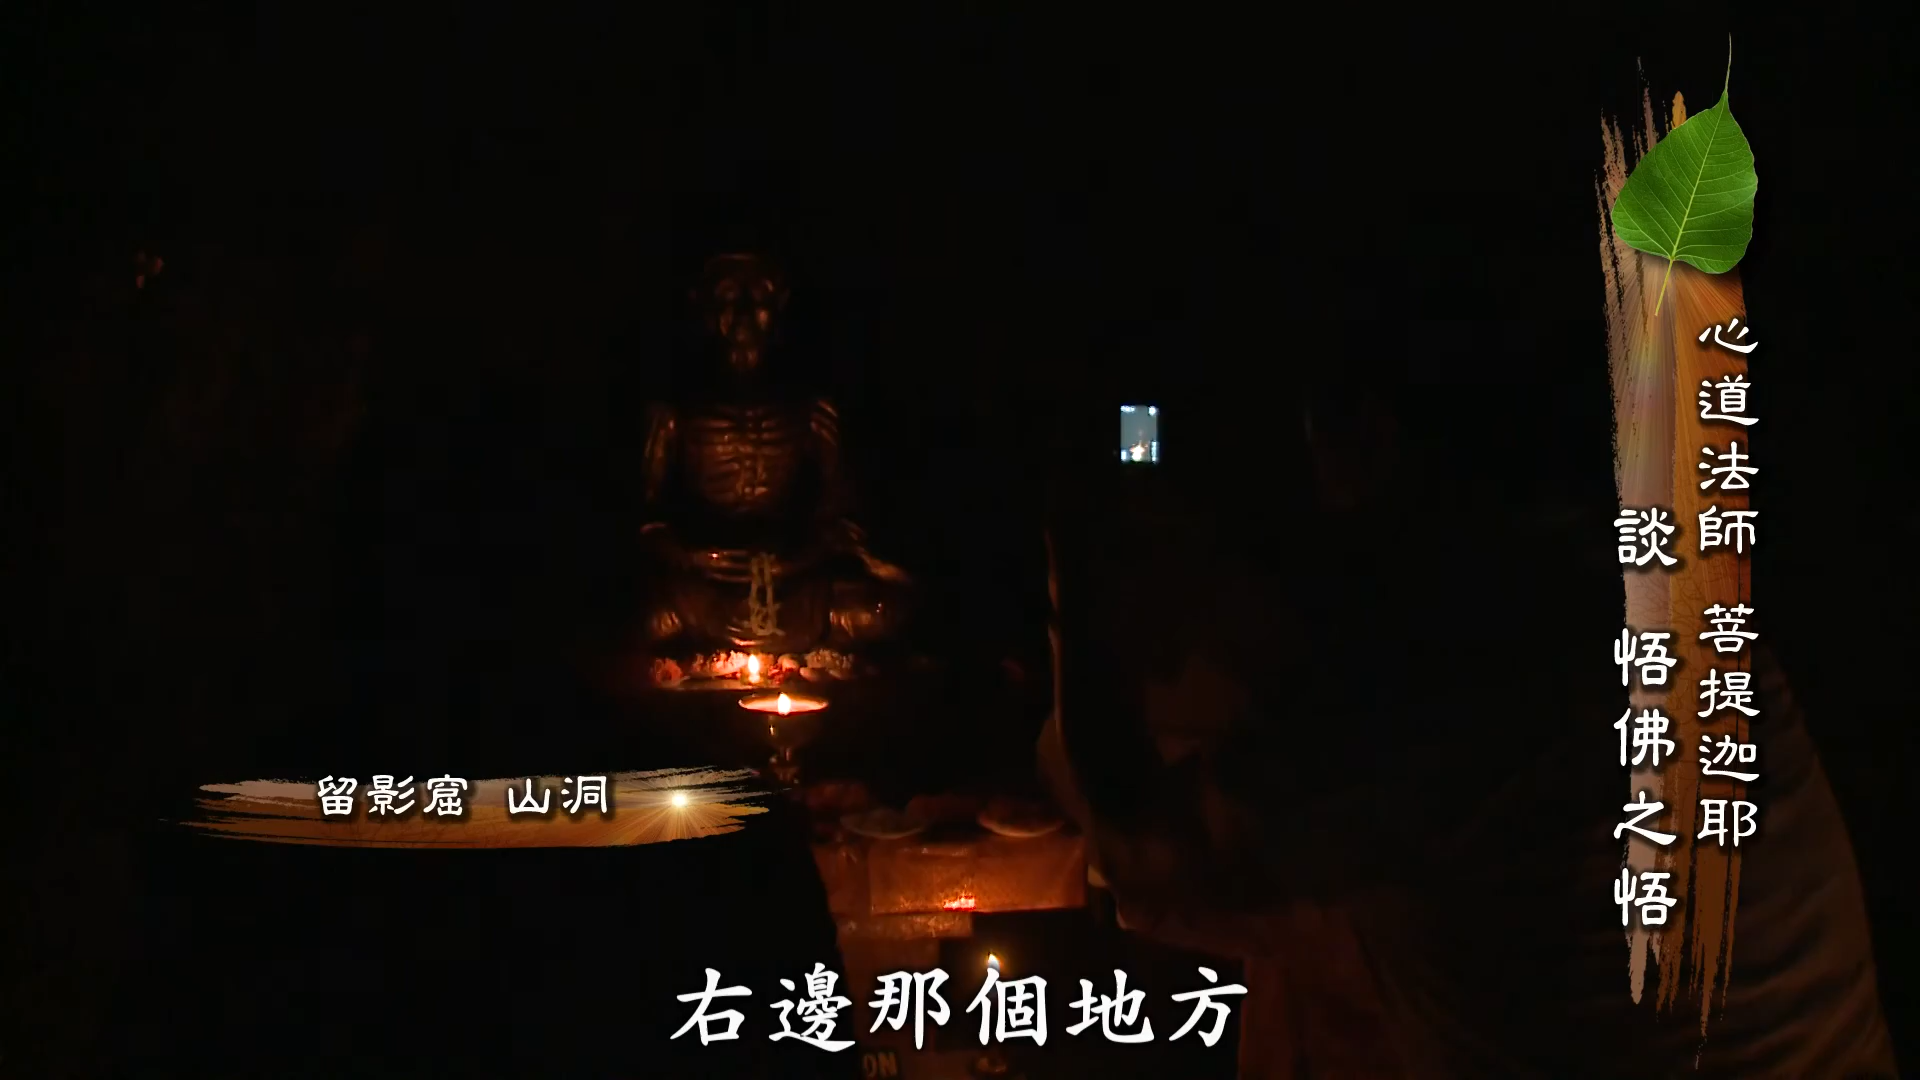 心道法師 菩提迦耶
談 悟佛之悟
留影窟 山洞
右邊那個地方
ON